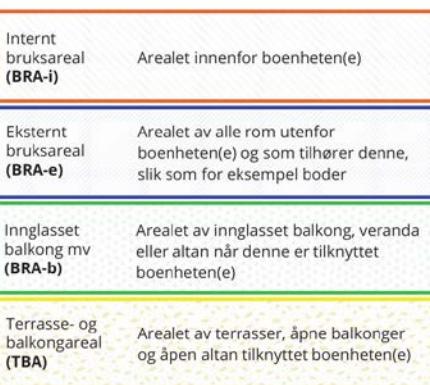 Internt
bruksareal
(BRA-i)
Arealet innenfor boenhet(e)
Eksternt
bruksareal
(BRA-e)
Arealet av alle rom utenfor
boenheten(e) og som tilhører denne,
slik som for eksempel boder
Innglasset
balkong mv
(BRA-b)
Arealet av innglasset balkong, veranda
eller altan når denne er tilknyttet
boenheten(e)
Terrasse- og
balkongareal
(TBA)
Arealet av terrasser, åpne balkonger
og åpen altan tilknyttet boenheten(e)